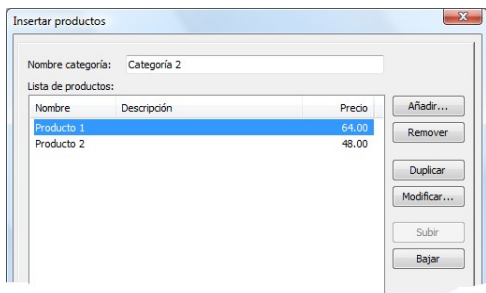 Insertar productos
Nombre categoría: Categoría 2
Lista de productos:
Nombre Descripción Precio
Producto 1 64.00
Producto 2 48.00
Añadir...
Remover
Duplicar
Modificar...
Subir
Bajar